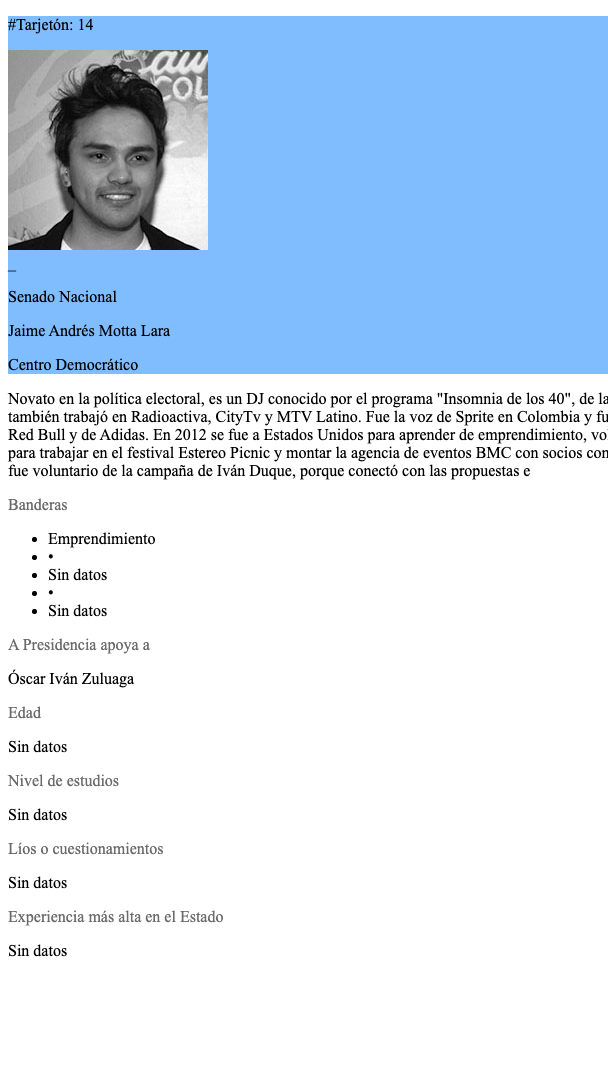 #Tarjetón: 14
COL
_
Senado Nacional
Jaime Andrés Motta Lara
Centro Democrático
Novato en la política electoral, es un DJ conocido por el programa "Insomnia de los 40", de la
también trabajó en Radioactiva, CityTv y MTV Latino. Fue la voz de Sprite en Colombia y
Red Bull y de Adidas. En 2012 se fue a Estados Unidos para aprender de emprendimiento,
para trabajar en el festival Estereo Picnic y montar la agencia de eventos BMC con socios
fue voluntario de la campaña de Iván Duque, porque conectó con las propuestas e
Banderas
• Emprendimiento
• •
• Sin datos
• •
• Sin datos
A Presidencia apoya a
Óscar Iván Zuluaga
Edad
Sin datos
Nivel de estudios
Sin datos
Líos o cuestionamientos
Sin datos
Experiencia más alta en el Estado
Sin datos